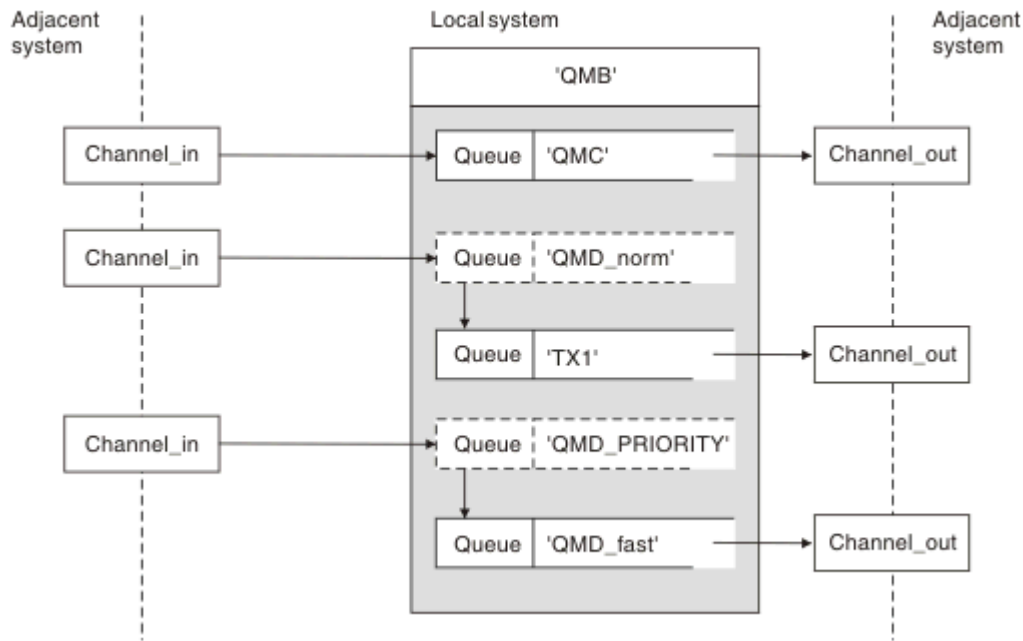 Adjacent
system
Local system
Adjacent
system
'QMB'
Channel_in
Queue
'QMC'
Channel_out
Channel_in
Queue
'QMD_norm'
Queue
'TX1'
Channel_out
Channel_in
Queue
'QMD_PRIORITY'
Queue
'QMD_fast'
Channel_out